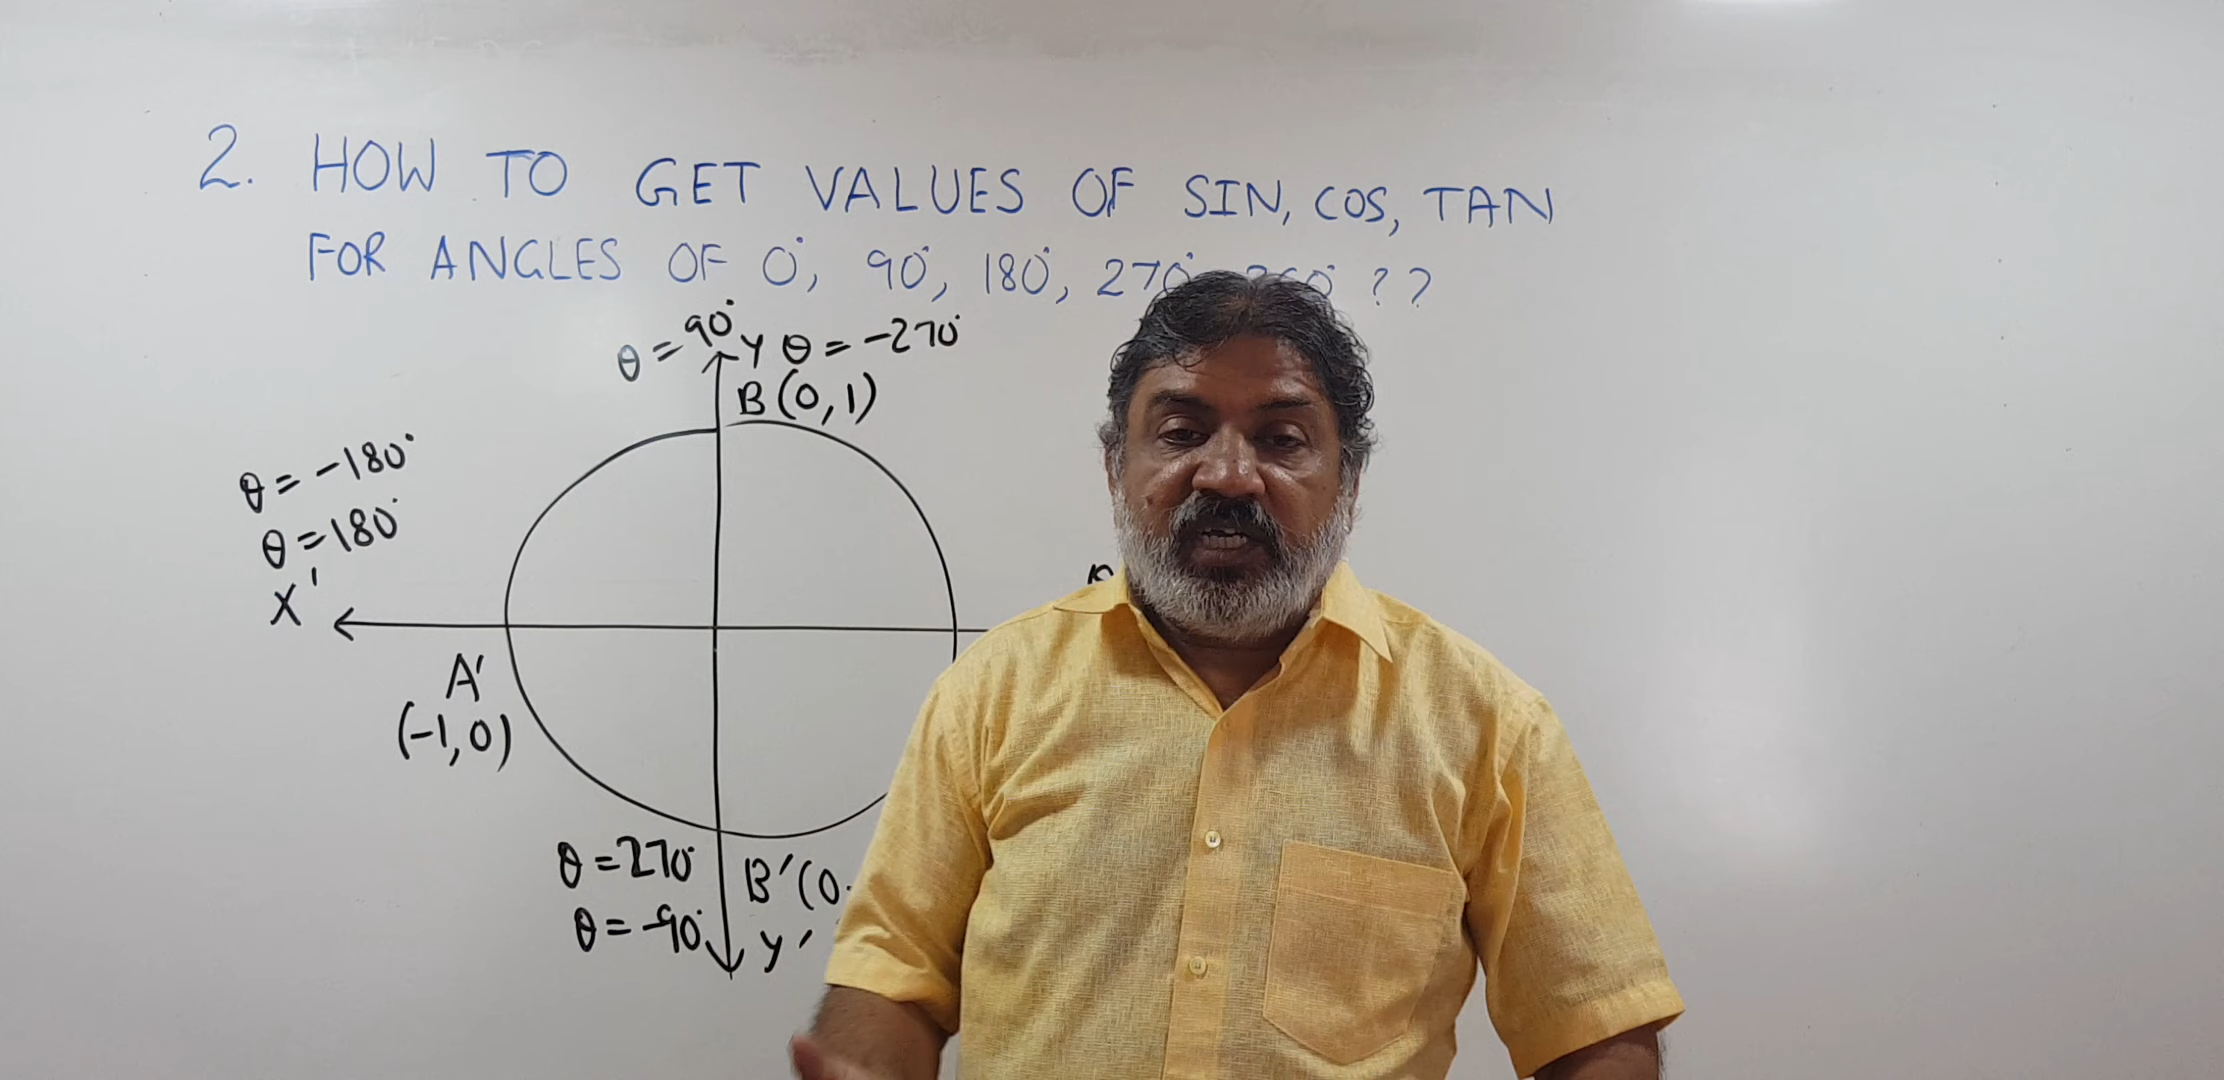 2. HOW TO GET VALUES OF SIN, COS, TAN
FOR ANGLES OF 0°, 90°, 180°, 270° ??
θ = 90° Y θ = -270°
B (0, 1)
θ = -180°
θ = 180°
X'
A'
(-1, 0)
θ = 270° B' (0,
θ = -90° Y'